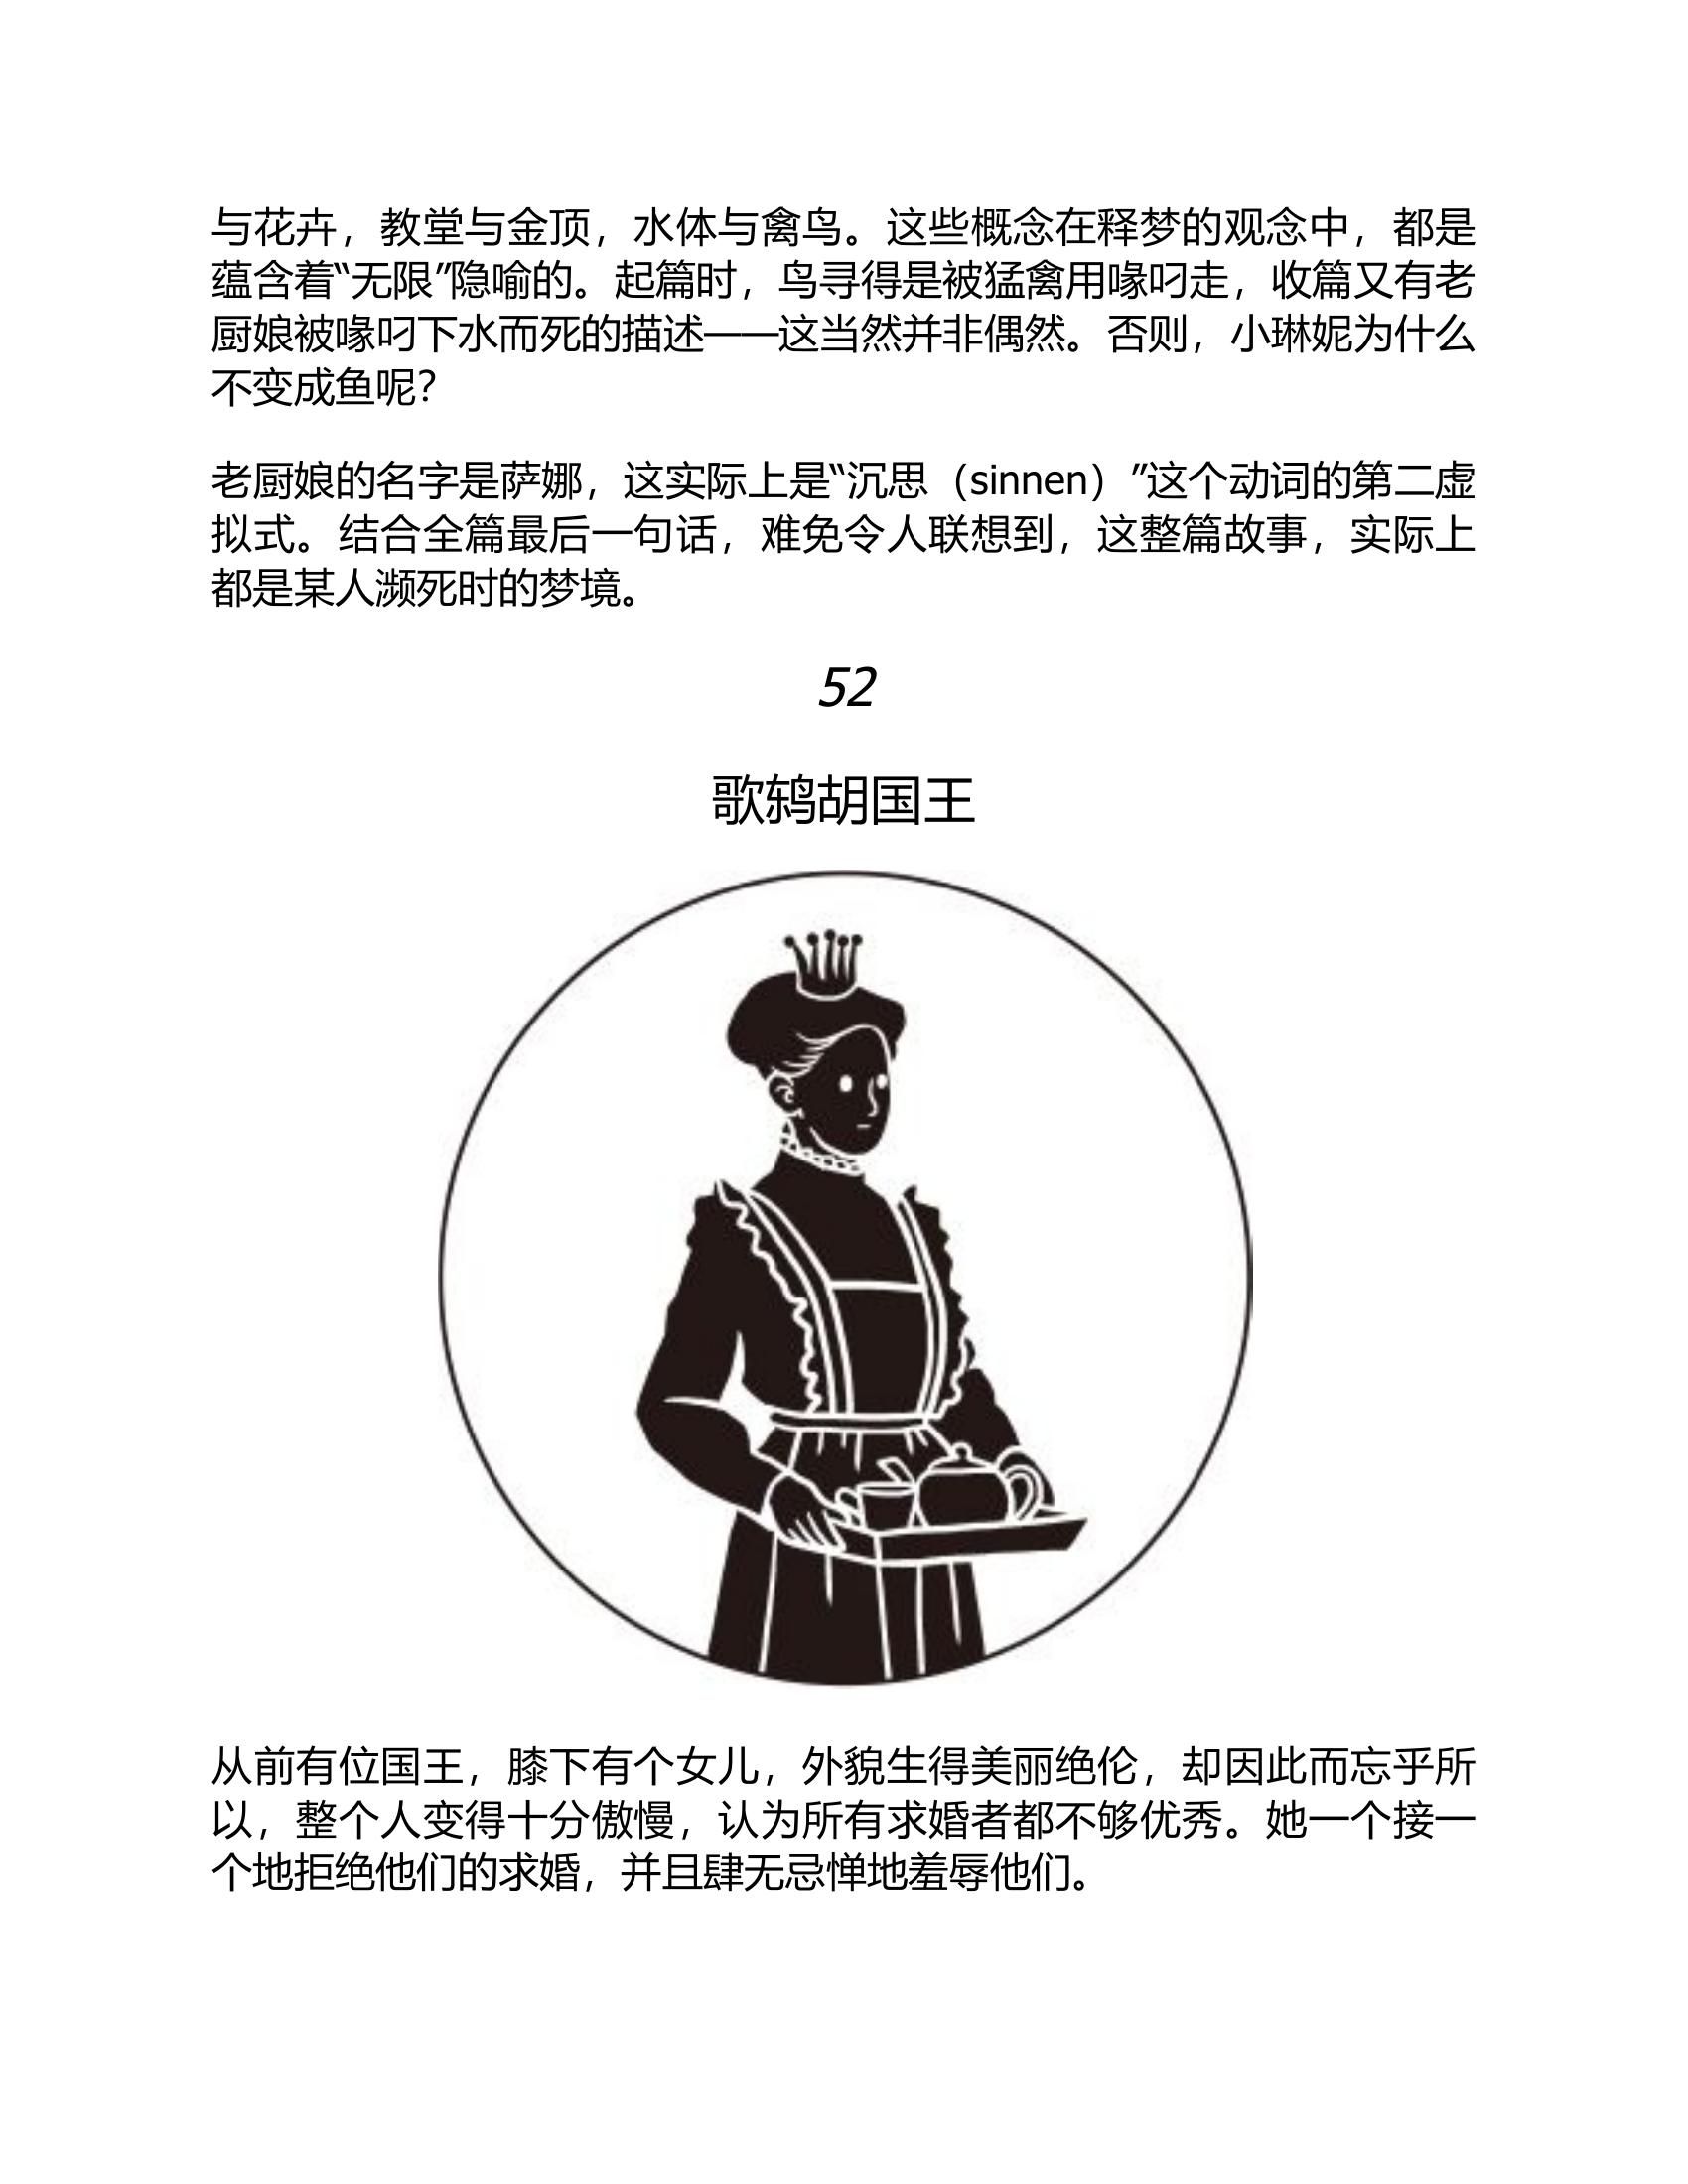 与花卉，教堂与金顶，水体与禽鸟。这些概念在释梦的观念中，都是
蕴含着“无限”隐喻的。起篇时，鸟寻得是被猛禽用喙叼走，收篇又有老
厨娘被喙叼下水而死的描述——这当然并非偶然。否则，小琳妮为什么
不变成鱼呢？
老厨娘的名字是萨娜，这实际上是“沉思（sinnen）”这个动词的第二虚
拟式。结合全篇最后一句话，难免令人联想到，这整篇故事，实际上
都是某人濒死时的梦境。
52
歌鸫胡国王
从前有位国王，膝下有个女儿，外貌生得美丽绝伦，却因此而忘乎所
以，整个人变得十分傲慢，认为所有求婚者都不够优秀。她一个接一
个地拒绝他们的求婚，并且肆无忌惮地羞辱他们。